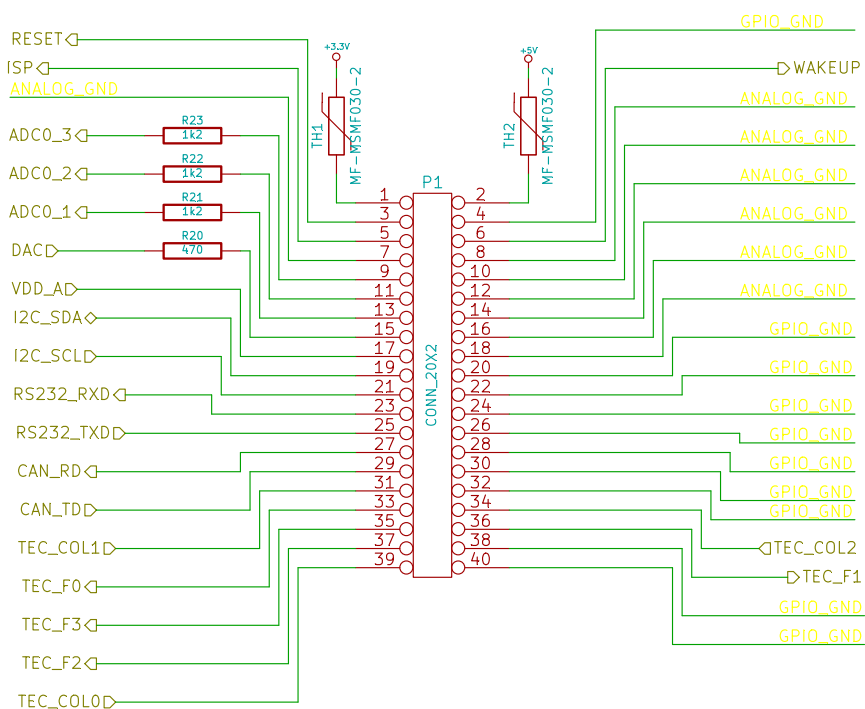 GPIO_GND
RESET
+3.3V
+5V
ISP
WAKEUP
ANALOG_GND
ANALOG_GND
TH1
MF-MSMF030-2
TH2
MF-MSMF030-2
R23
1k2
ADC0_3
ANALOG_GND
R22
1k2
ADC0_2
ANALOG_GND
P1
CONN_20X2
R21
1k2
ADC0_1
ANALOG_GND
R20
470
DAC
ANALOG_GND
VDD_A
ANALOG_GND
I2C_SDA
GPIO_GND
I2C_SCL
GPIO_GND
RS232_RXD
GPIO_GND
RS232_TXD
GPIO_GND
CAN_RD
GPIO_GND
GPIO_GND
CAN_TD
GPIO_GND
TEC_COL1
TEC_COL2
TEC_F0
TEC_F1
GPIO_GND
TEC_F3
GPIO_GND
TEC_F2
TEC_COL0
1 2
3 4
5 6
7 8
9 10
11 12
13 14
15 16
17 18
19 20
21 22
23 24
25 26
27 28
29 30
31 32
33 34
35 36
37 38
39 40